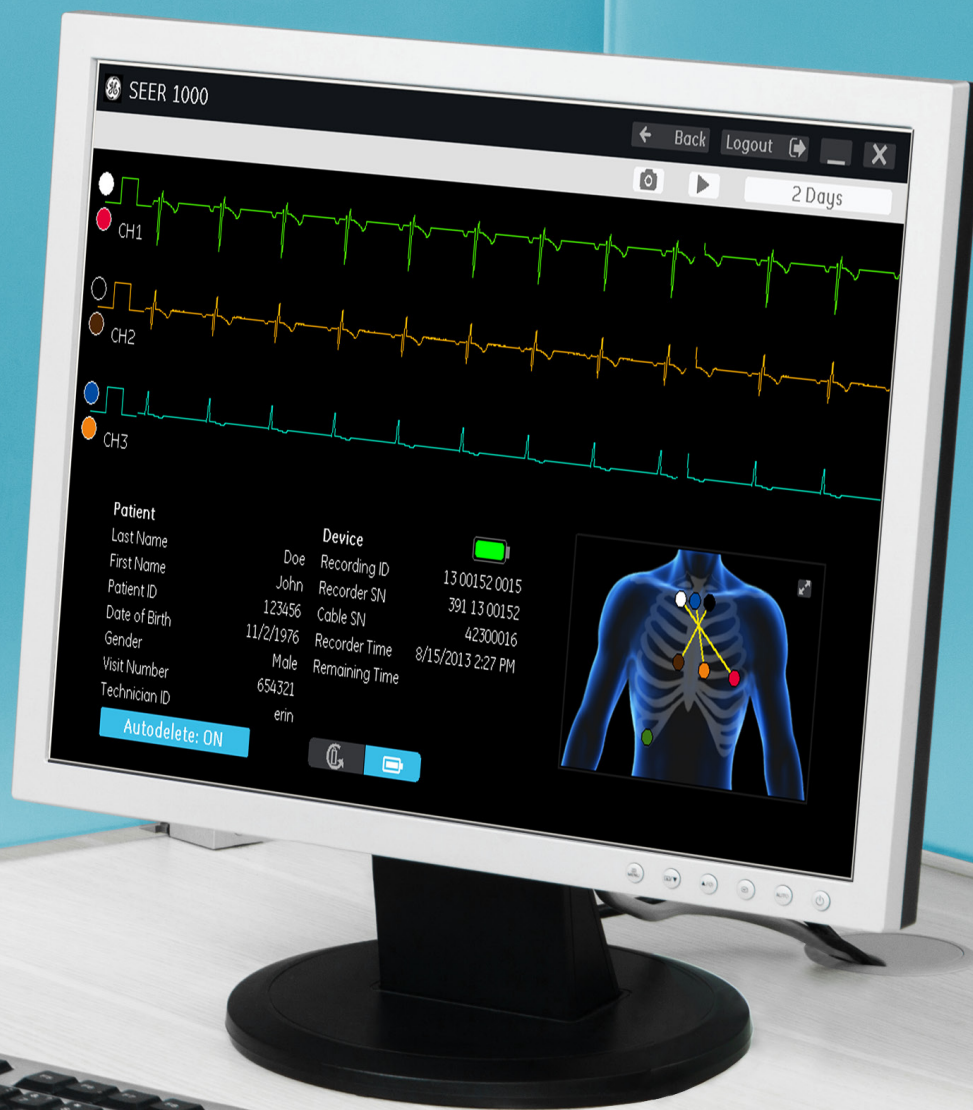 SEER 1000
Back Logout
2 Days
CH1
CH2
CH3
Patient
Last Name Doe
First Name John
Patient ID 123456
Date of Birth 11/2/1976
Gender Male
Visit Number 654321
Technician ID erin
Autodelete: ON
Device
Recording ID 13 00152 0015
Recorder SN 391 13 00152
Cable SN 42300016
Recorder Time 8/15/2013 2:27 PM
Remaining Time
MENU
AUTO